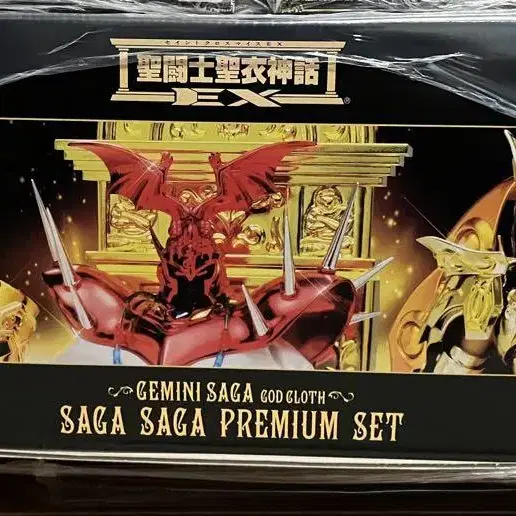 セイントクロスマイスEX
聖闘士聖衣神話
EX®
GEMINI SAGA GOD CLOTH
SAGA SAGA PREMIUM SET